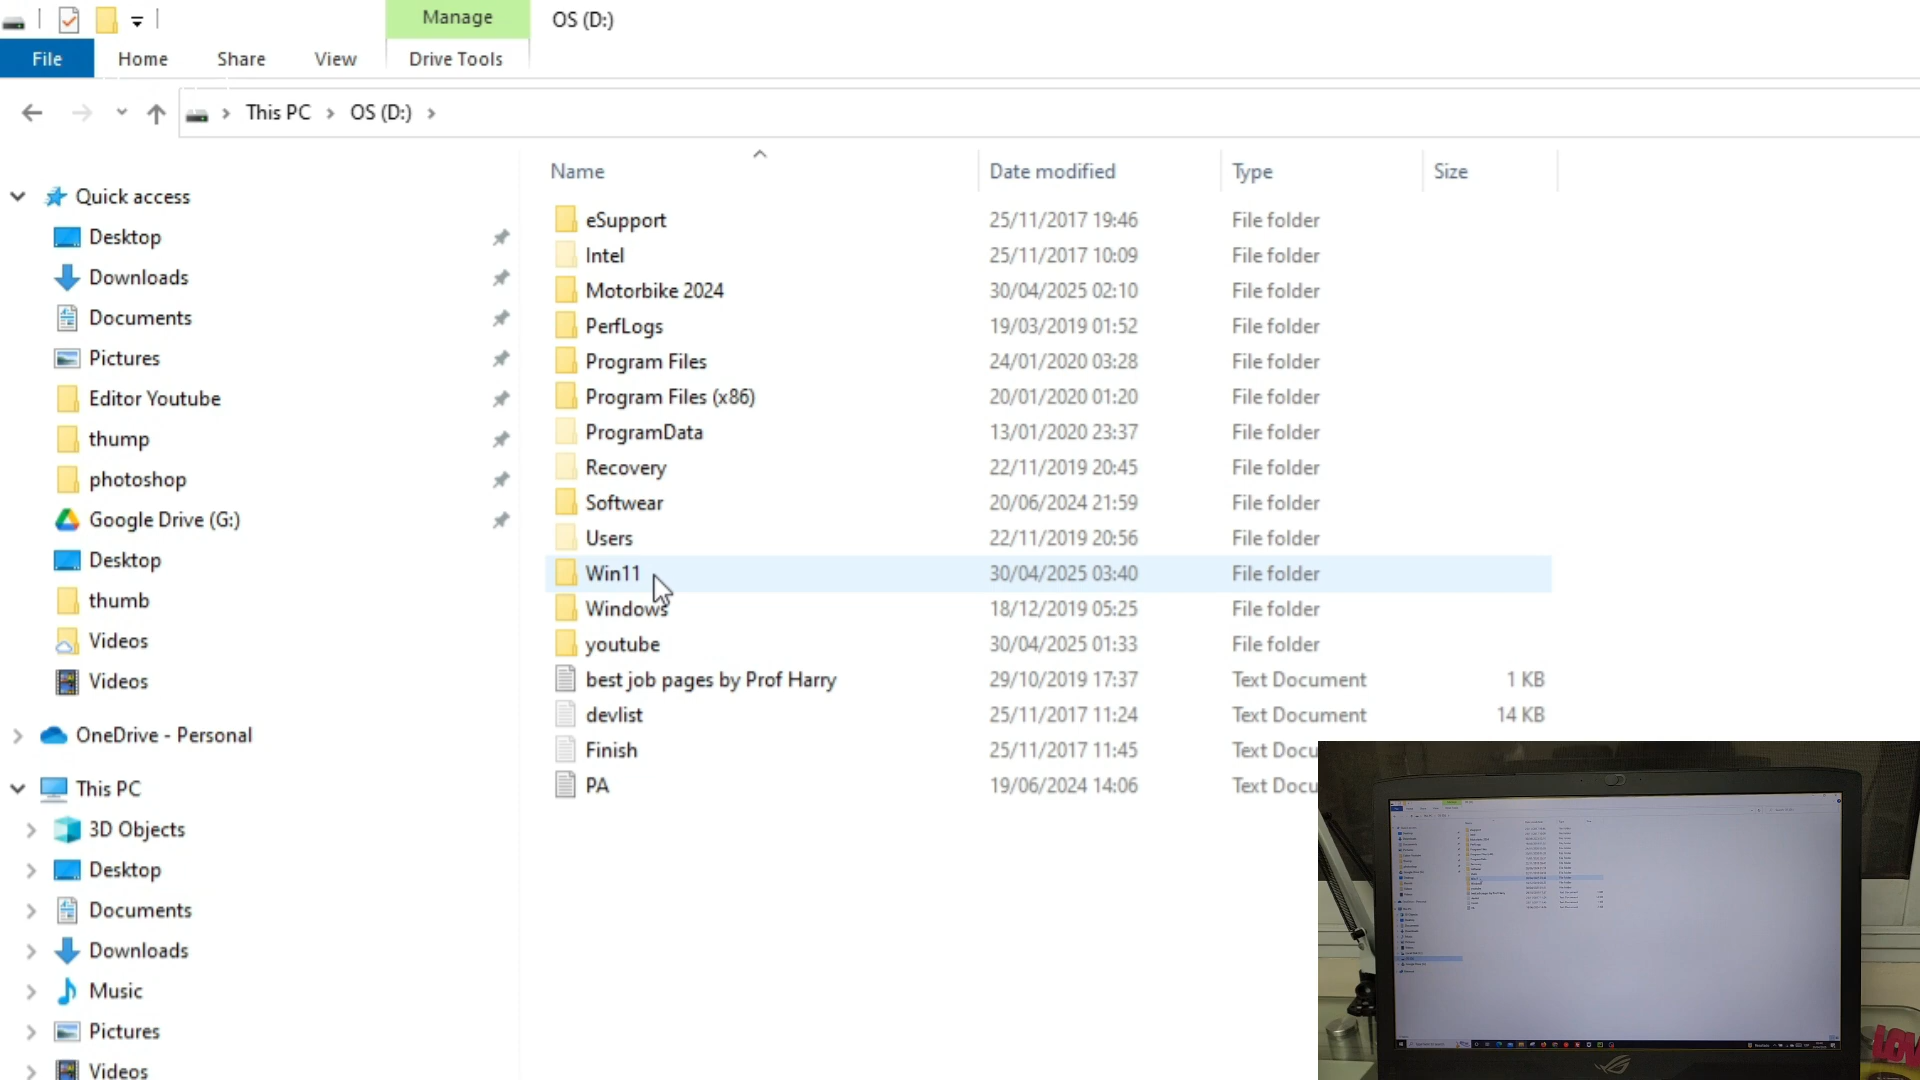 Manage OS (D:)
File Home Share View Drive Tools
This PC OS (D:)
Name Date modified Type Size
Quick access
Desktop
Downloads
Documents
Pictures
Editor Youtube
thump
photoshop
Google Drive (G:)
Desktop
thumb
Videos
Videos
OneDrive - Personal
This PC
3D Objects
Desktop
Documents
Downloads
Music
Pictures
Videos
eSupport 25/11/2017 19:46 File folder
Intel 25/11/2017 10:09 File folder
Motorbike 2024 30/04/2025 02:10 File folder
PerfLogs 19/03/2019 01:52 File folder
Program Files 24/01/2020 03:28 File folder
Program Files (x86) 20/01/2020 01:20 File folder
ProgramData 13/01/2020 23:37 File folder
Recovery 22/11/2019 20:45 File folder
Softwear 20/06/2024 21:59 File folder
Users 22/11/2019 20:56 File folder
Win11 30/04/2025 03:40 File folder
Windows 18/12/2019 05:25 File folder
youtube 30/04/2025 01:33 File folder
best job pages by Prof Harry 29/10/2019 17:37 Text Document 1 KB
devlist 25/11/2017 11:24 Text Document 14 KB
Finish 25/11/2017 11:45 Text Docu
PA 19/06/2024 14:06 Text Docu